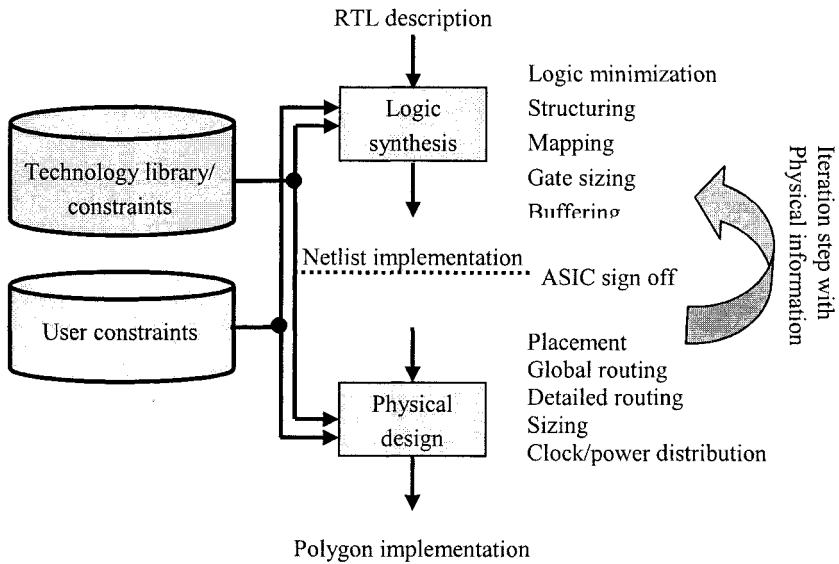 RTL description
Logic
synthesis
Logic minimization
Structuring
Mapping
Gate sizing
Buffering
Technology library/
constraints
Iteration step with
Physical information
Netlist implementation
ASIC sign off
User constraints
Placement
Global routing
Detailed routing
Sizing
Clock/power distribution
Physical
design
Polygon implementation